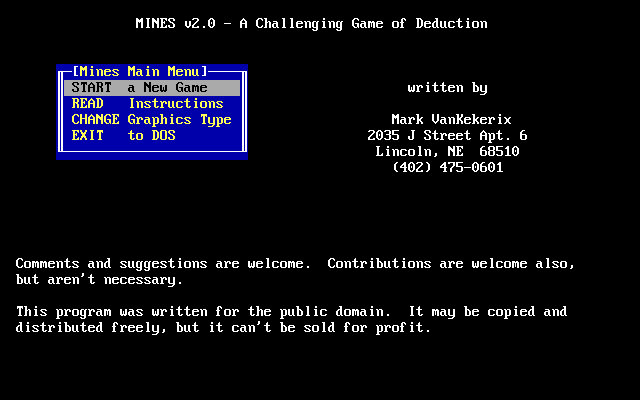 MINES v2.0 - A Challenging Game of Deduction
[Mines Main Menu]
START a New Game
READ Instructions
CHANGE Graphics Type
EXIT to DOS
written by
Mark VanKekerix
2035 J Street Apt. 6
Lincoln, NE 68510
(402) 475-0601
Comments and suggestions are welcome. Contributions are welcome also,
but aren't necessary.
This program was written for the public domain. It may be copied and
distributed freely, but it can't be sold for profit.